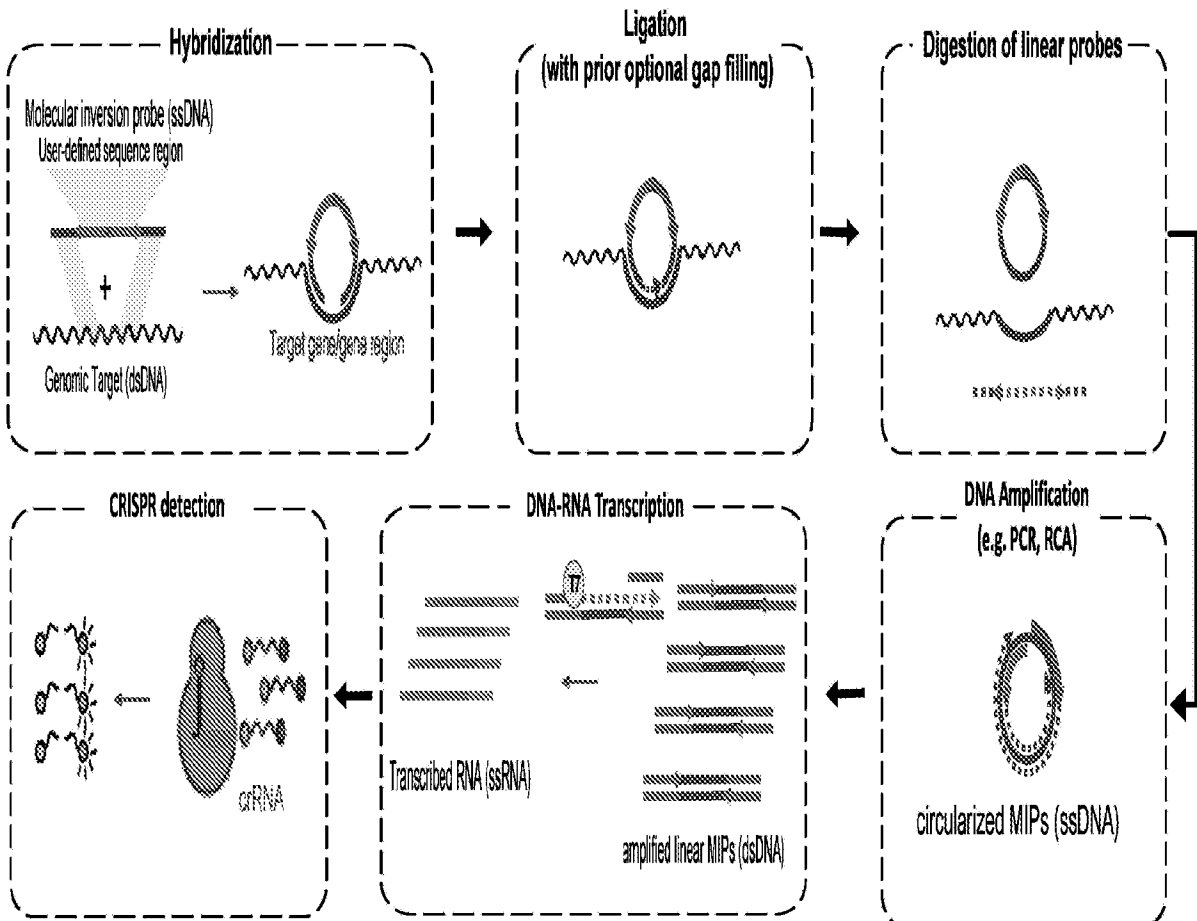 Hybridization
Molecular inversion probe (ssDNA)
User-defined sequence region
+
Genomic Target (dsDNA)
Target gene/gene region
Ligation
(with prior optional gap filling)
Digestion of linear probes
DNA Amplification
(e.g. PCR, RCA)
circularized MIPs (ssDNA)
DNA-RNA Transcription
T7
Transcribed RNA (ssRNA)
amplified linear MIPs (dsDNA)
CRISPR detection
crRNA